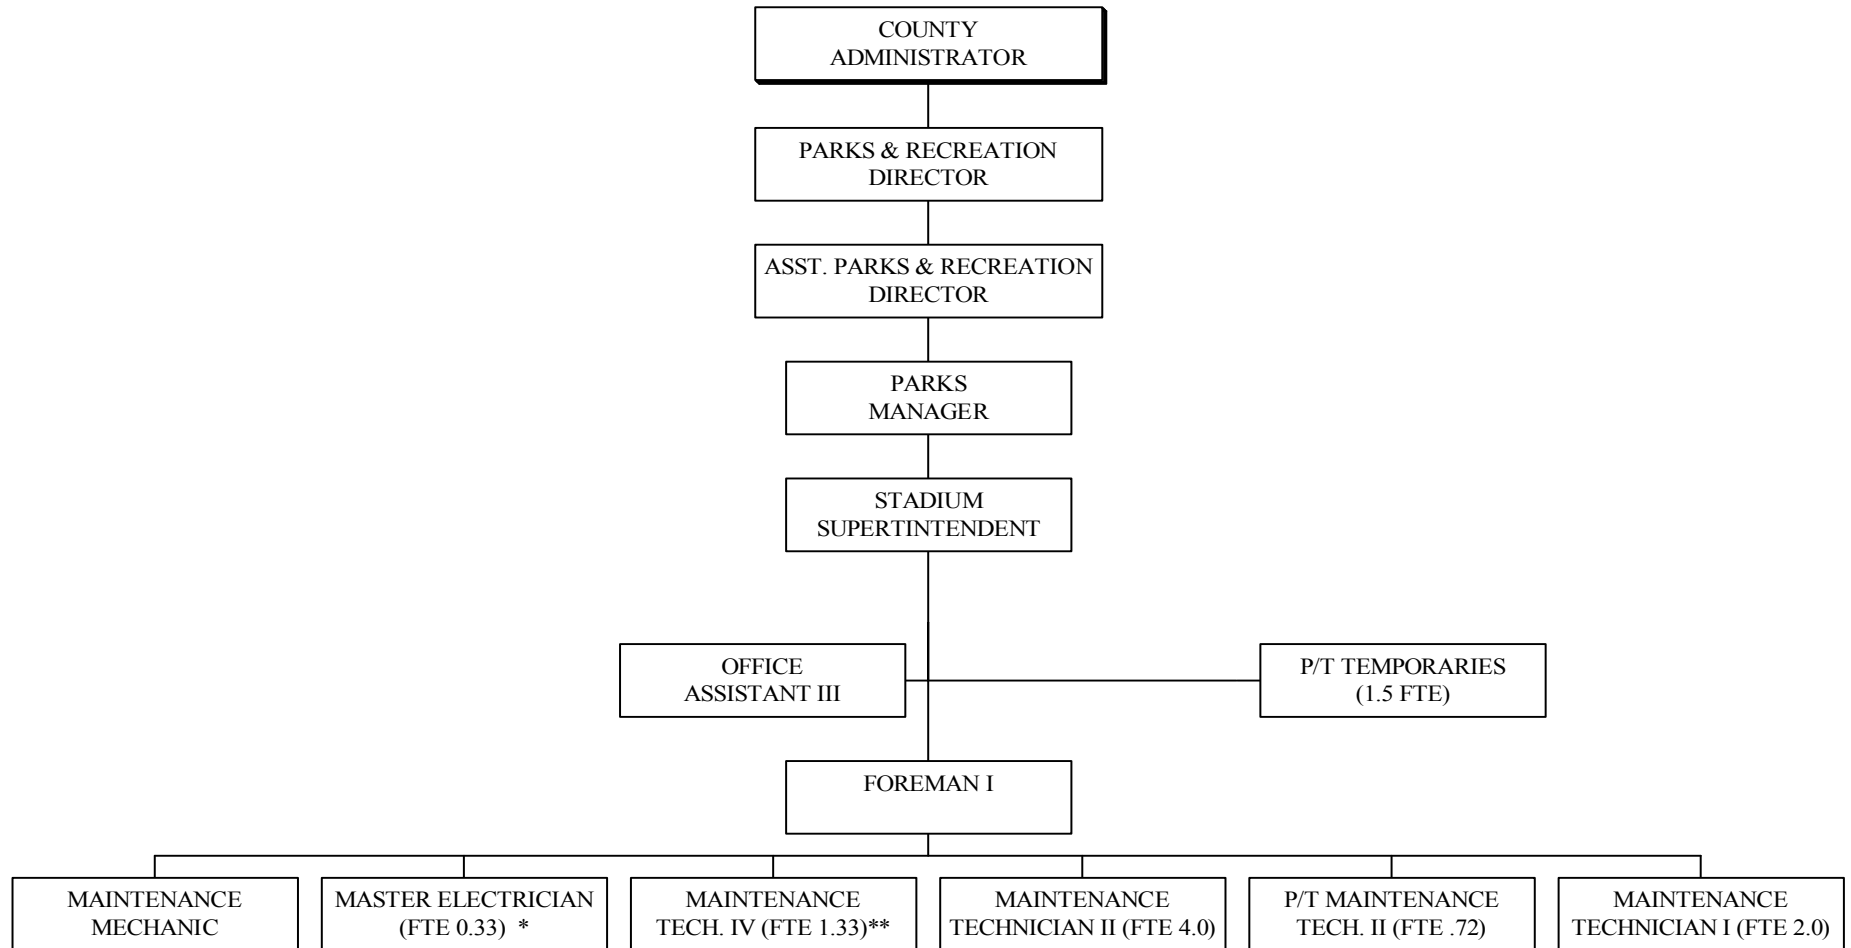 COUNTY
ADMINISTRATOR
PARKS & RECREATION
DIRECTOR
ASST. PARKS & RECREATION
DIRECTOR
PARKS
MANAGER
STADIUM
SUPERTINTENDENT
OFFICE
ASSISTANT III
P/T TEMPORARIES
(1.5 FTE)
FOREMAN I
MAINTENANCE
MECHANIC
MASTER ELECTRICIAN
(FTE 0.33) *
MAINTENANCE
TECH. IV (FTE 1.33)**
MAINTENANCE
TECHNICIAN II (FTE 4.0)
P/T MAINTENANCE
TECH. II (FTE .72)
MAINTENANCE
TECHNICIAN I (FTE 2.0)